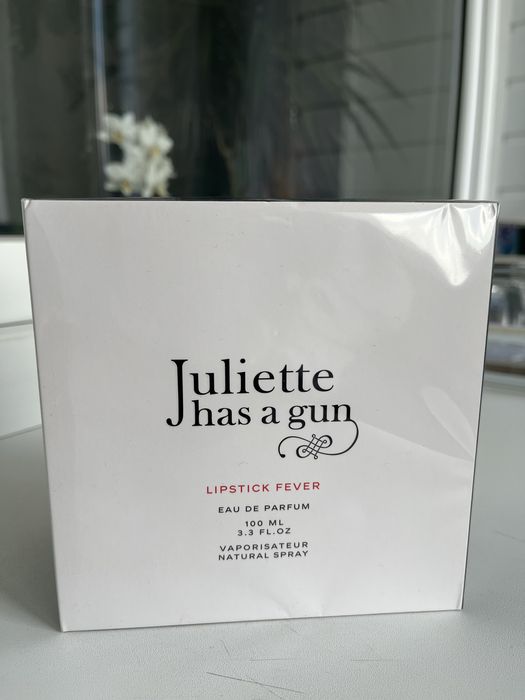 Juliette
has a gun
LIPSTICK FEVER
EAU DE PARFUM
100 ML
3.3 FL.OZ
VAPORISATEUR
NATURAL SPRAY